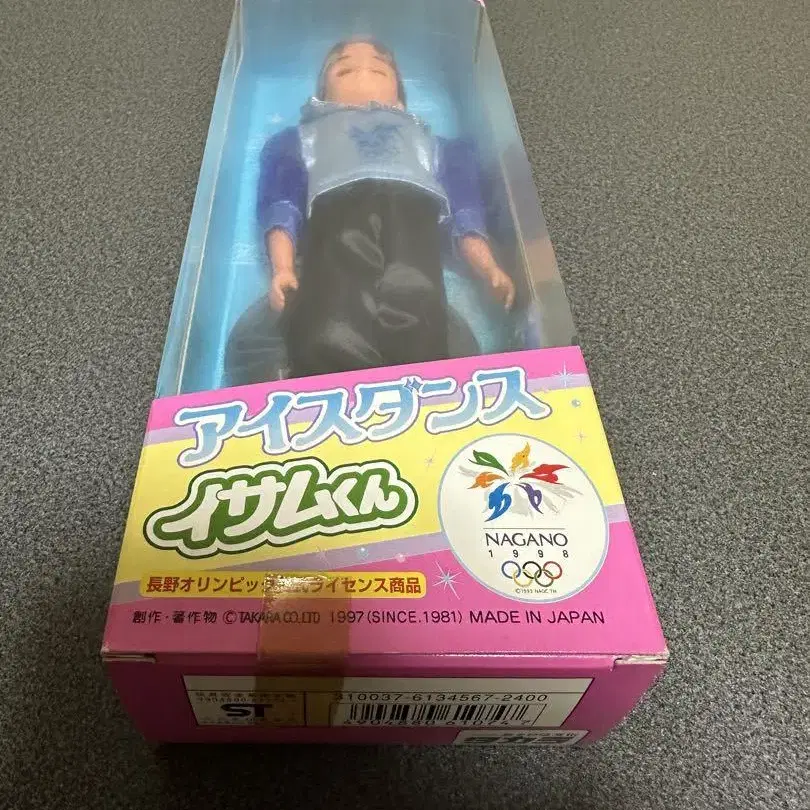 アイスダンス
イサムくん
NAGANO
1998
長野オリンピック ライセンス商品
創作・著作物 ©TAKARA CO.,LTD 1997 (SINCE.1981) MADE IN JAPAN
ST
310037-6134567-2400